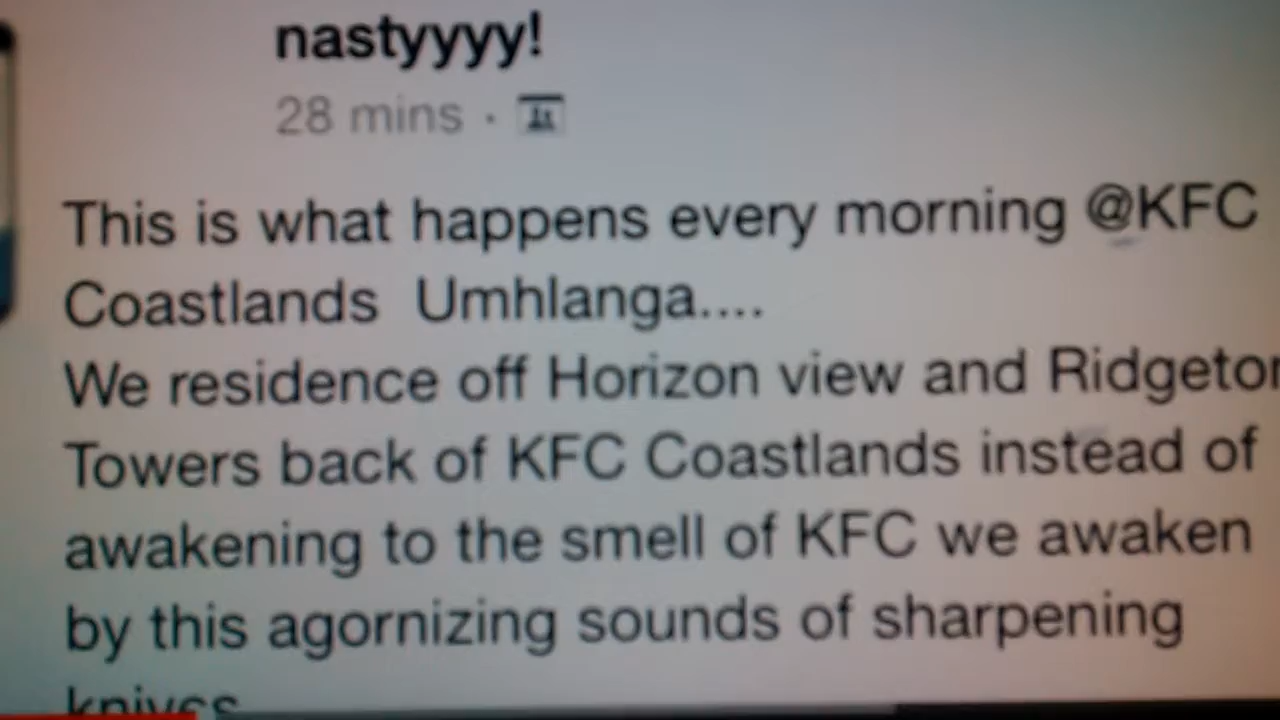 nastyyyy!
28 mins ·
This is what happens every morning @KFC
Coastlands Umhlanga....
We residence off Horizon view and Ridgeton
Towers back of KFC Coastlands instead of
awakening to the smell of KFC we awaken
by this agornizing sounds of sharpening
knives